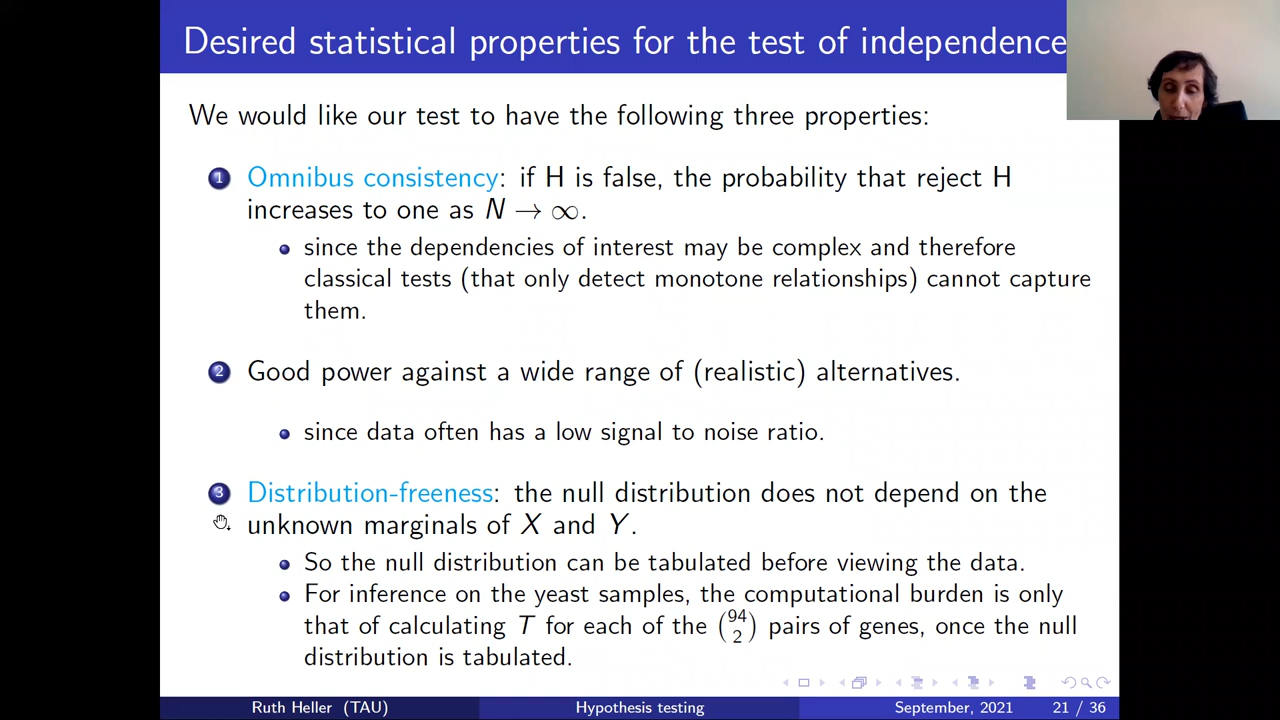 Desired statistical properties for the test of independence
We would like our test to have the following three properties:
1 Omnibus consistency: if H is false, the probability that reject H
increases to one as N → ∞.
since the dependencies of interest may be complex and therefore
classical tests (that only detect monotone relationships) cannot capture
them.
2 Good power against a wide range of (realistic) alternatives.
since data often has a low signal to noise ratio.
3 Distribution-freeness: the null distribution does not depend on the
unknown marginals of X and Y.
So the null distribution can be tabulated before viewing the data.
For inference on the yeast samples, the computational burden is only
that of calculating T for each of the (94 2) pairs of genes, once the null
distribution is tabulated.
Ruth Heller (TAU) Hypothesis testing September, 2021 21 / 36